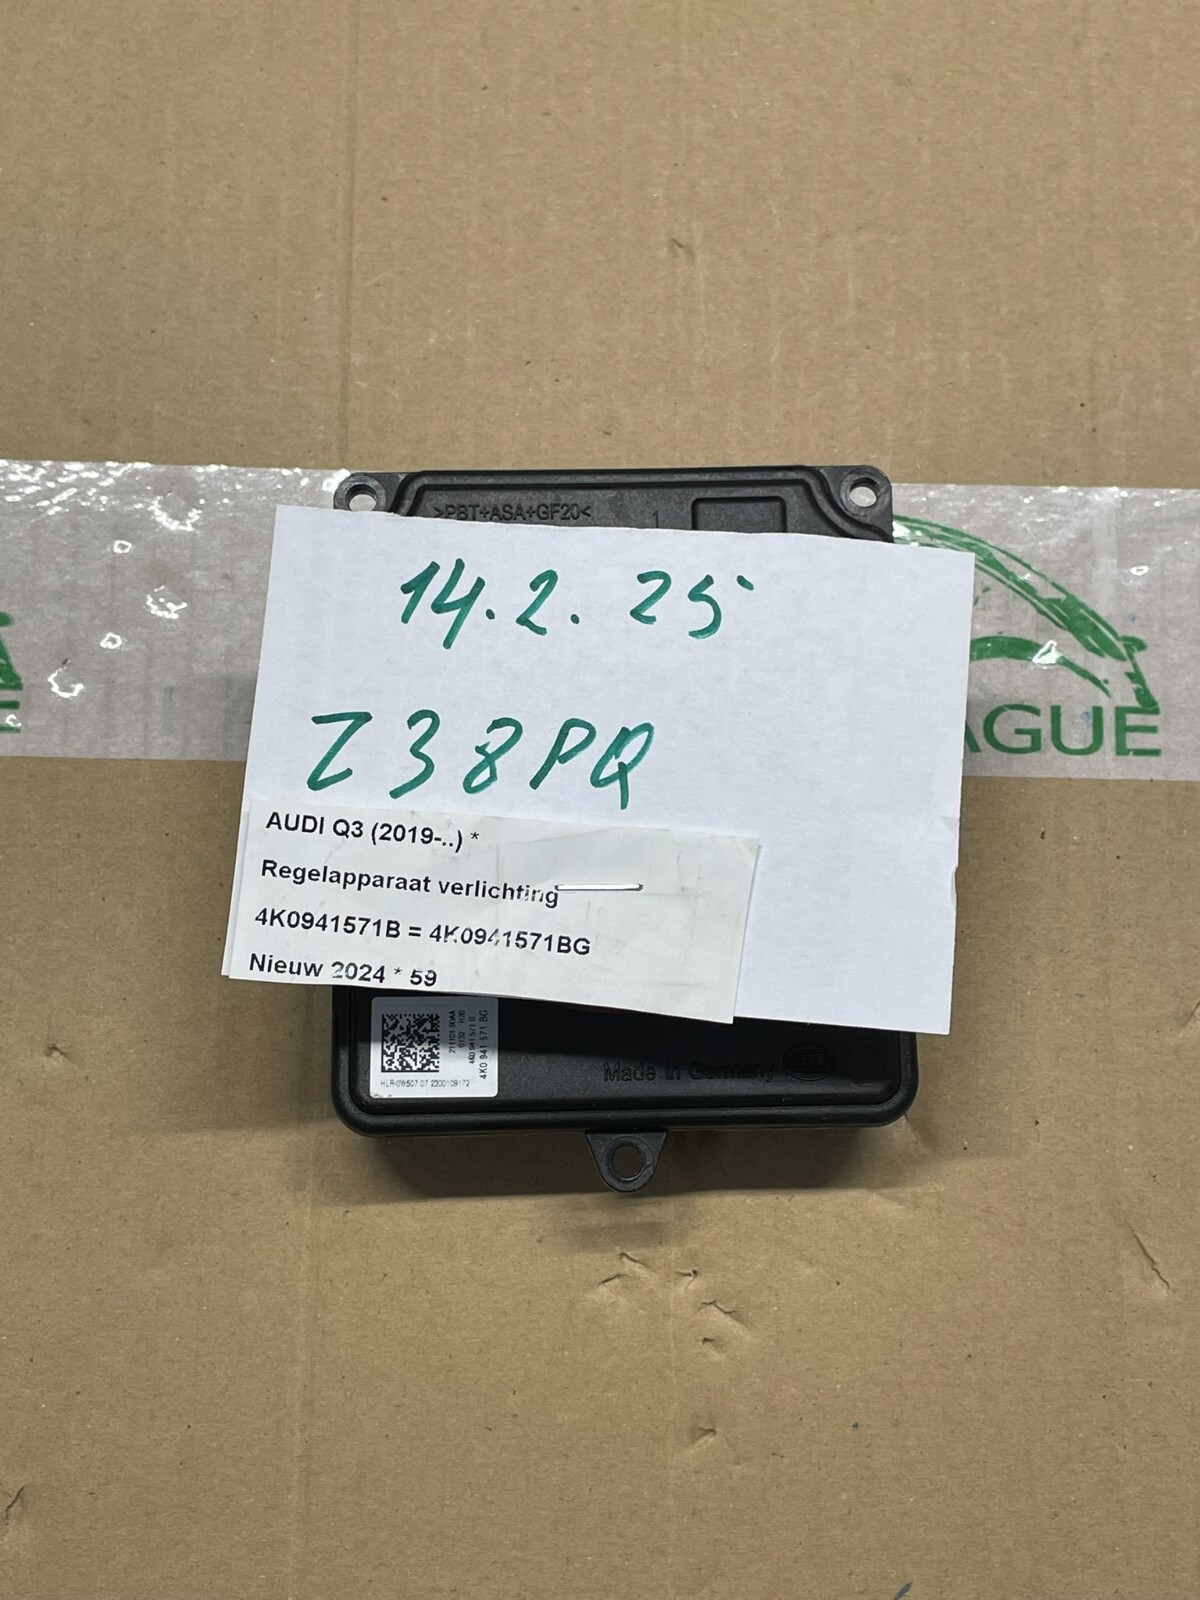 >PBT+ASA+GF20<
1
14.2.25
Z38PQ
AGUE
AUDI Q3 (2019-..) *
Regelapparaat verlichting
4K0941571B = 4K0941571BG
Nieuw 2024 * 59
4K0 941 571 BG
Made in Germany